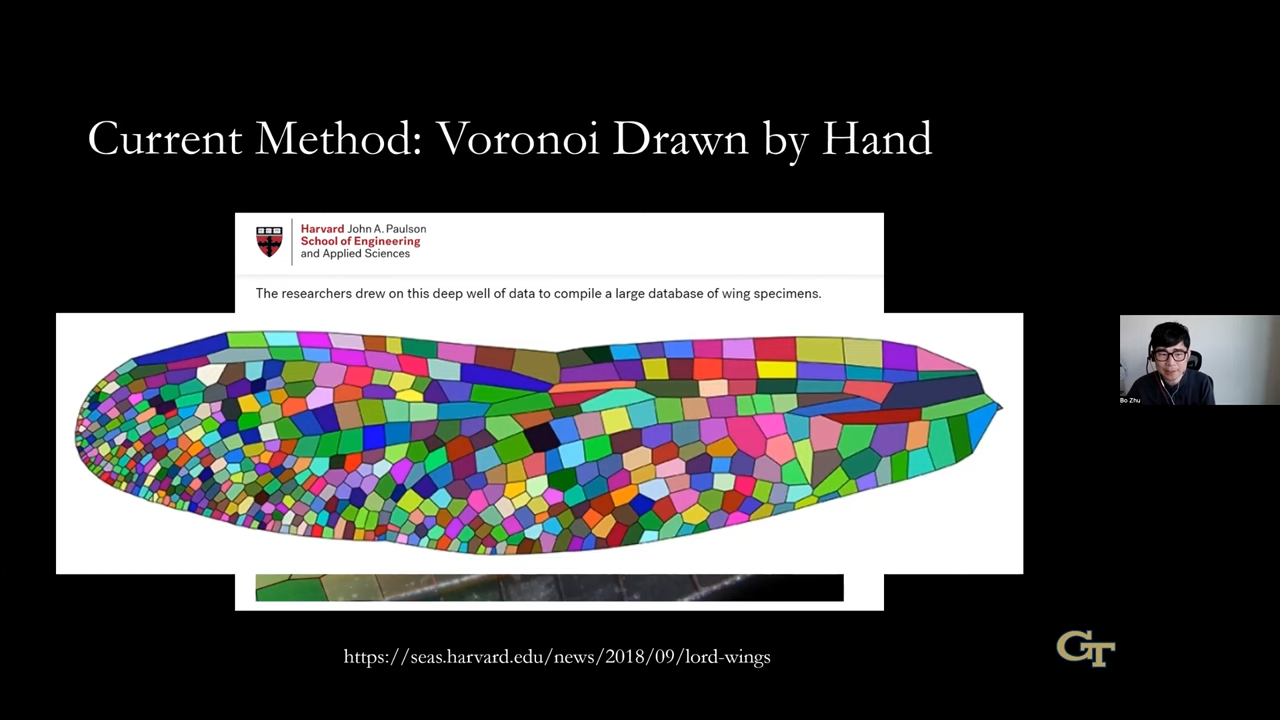 Current Method: Voronoi Drawn by Hand
Harvard John A. Paulson
School of Engineering
and Applied Sciences
The researchers drew on this deep well of data to compile a large database of wing specimens.
Bo Zhu
https://seas.harvard.edu/news/2018/09/lord-wings
GT